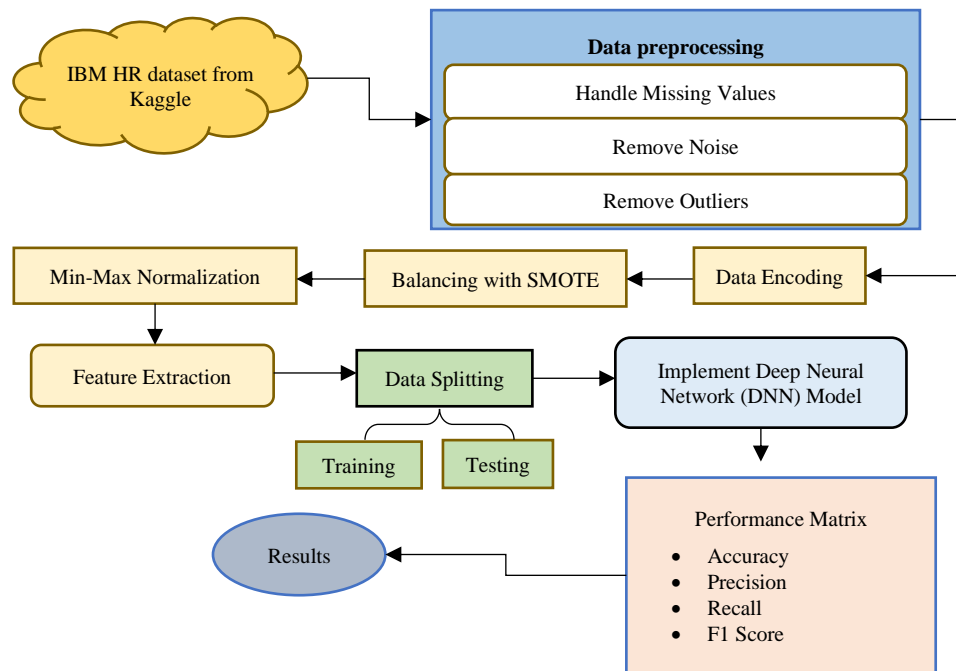 IBM HR dataset from
Kaggle
Data preprocessing
Handle Missing Values
Remove Noise
Remove Outliers
Min-Max Normalization
Balancing with SMOTE
Data Encoding
Feature Extraction
Data Splitting
Implement Deep Neural
Network (DNN) Model
Training
Testing
Performance Matrix
• Accuracy
• Precision
• Recall
• F1 Score
Results